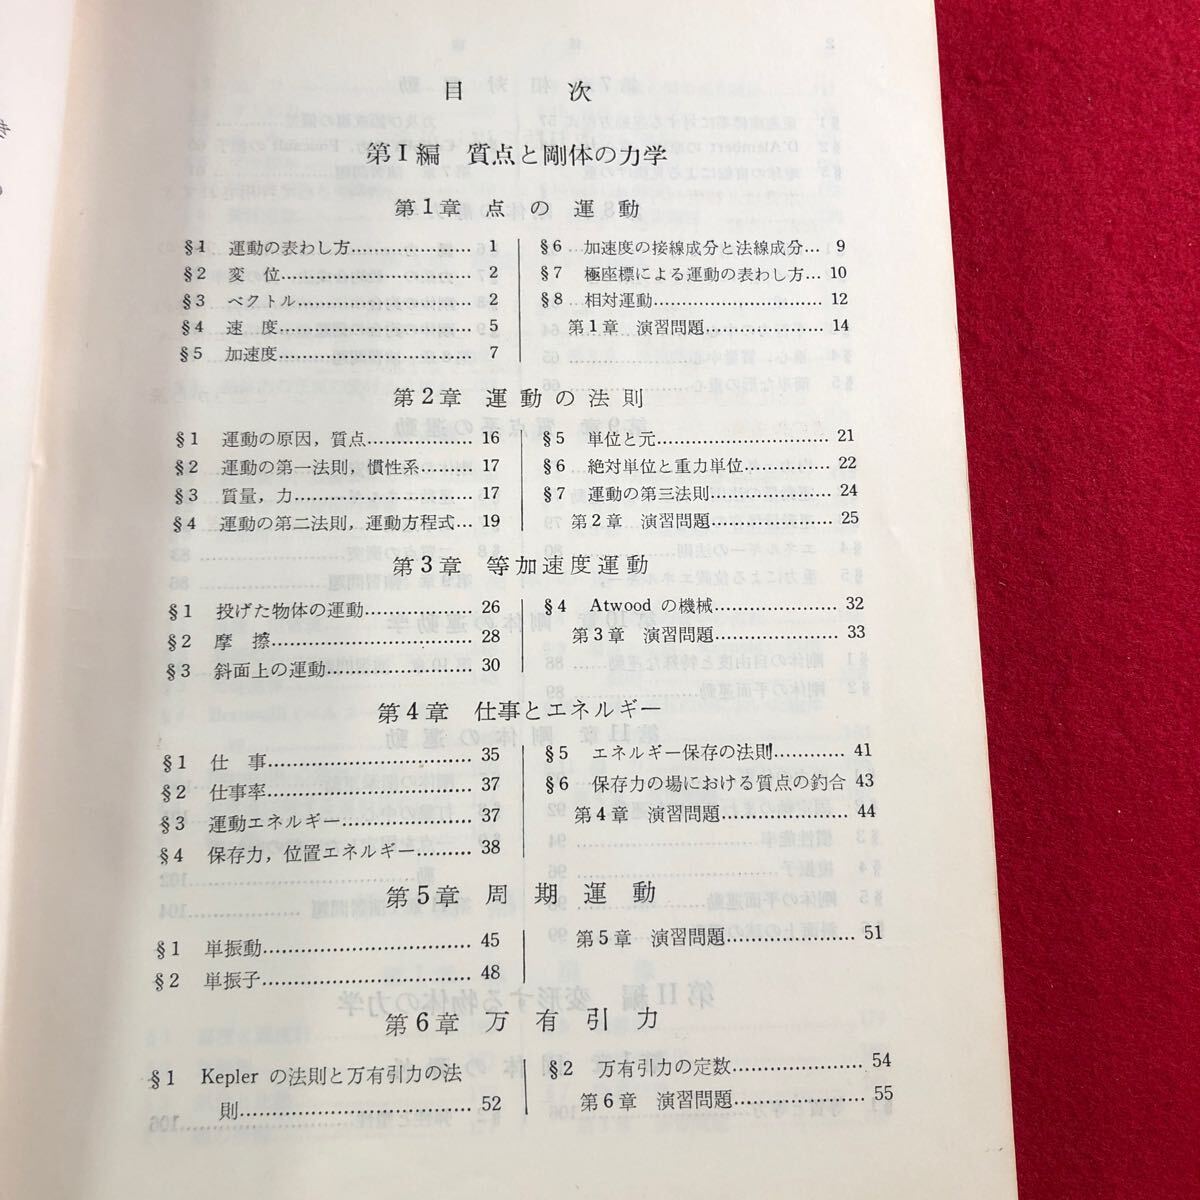 目次
第I編 質点と剛体の力学
第1章 点の運動
§1 運動の表わし方 1
§2 変位 2
§3 ベクトル 2
§4 速度 5
§5 加速度 7
§6 加速度の接線成分と法線成分… 9
§7 極座標による運動の表わし方… 10
§8 相対運動 12
第1章 演習問題 14
第2章 運動の法則
§1 運動の原因，質点 16
§2 運動の第一法則，慣性系 17
§3 質量，力 17
§4 運動の第二法則，運動方程式… 19
§5 単位と元 21
§6 絶対単位と重力単位 22
§7 運動の第三法則 24
第2章 演習問題 25
第3章 等加速度運動
§1 投げた物体の運動 26
§2 摩擦 28
§3 斜面上の運動 30
§4 Atwood の機械 32
第3章 演習問題 33
第4章 仕事とエネルギー
§1 仕事 35
§2 仕事率 37
§3 運動エネルギー 37
§4 保存力，位置エネルギー 38
§5 エネルギー保存の法則 41
§6 保存力の場における質点の釣合 43
第4章 演習問題 44
第5章 周期運動
§1 単振動 45
§2 単振子 48
第5章 演習問題 51
第6章 万有引力
§1 Kepler の法則と万有引力の法
則 52
§2 万有引力の定数 54
第6章 演習問題 55